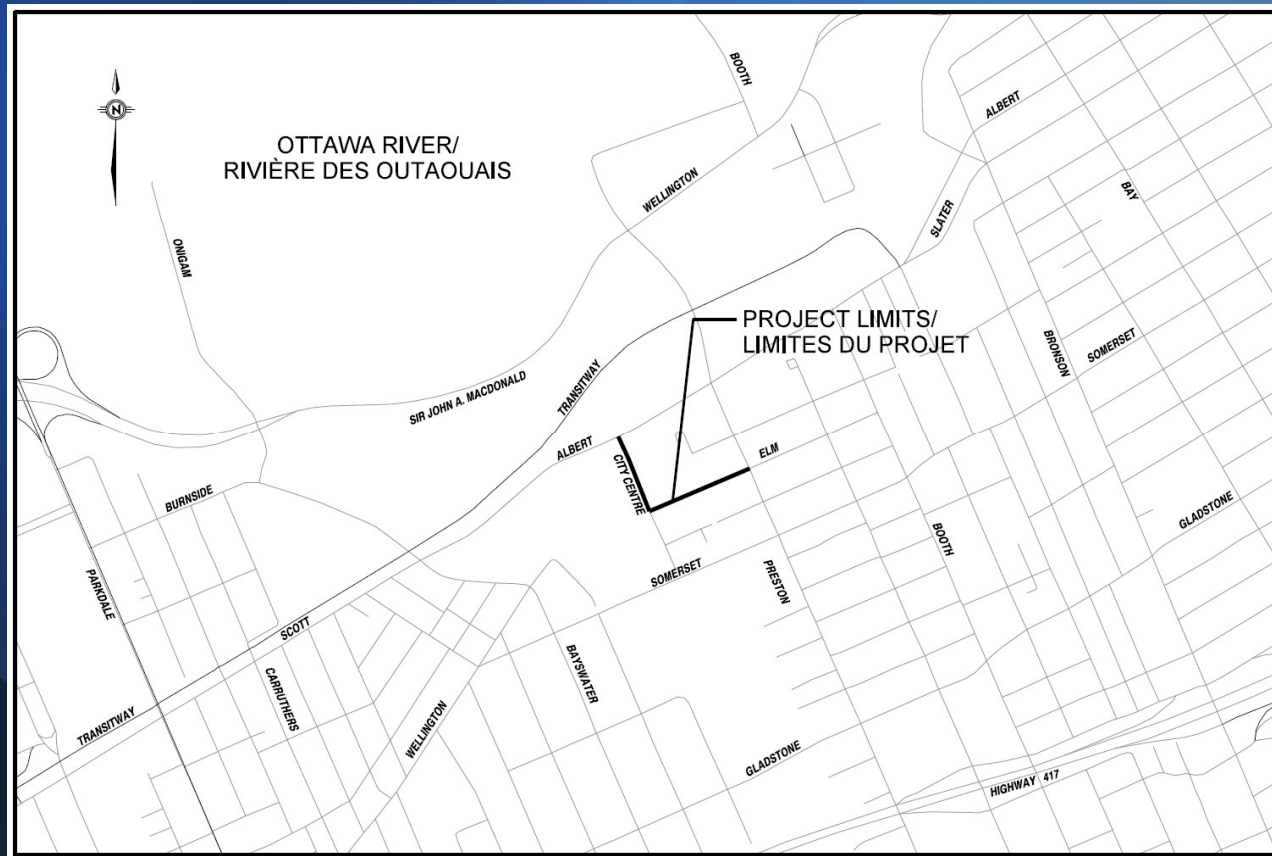 BOOTH
ALBERT
N
OTTAWA RIVER/
RIVIÈRE DES OUTAOUAIS
WELLINGTON
BAY
SLATER
ONIGAM
PROJECT LIMITS/
LIMITES DU PROJET
BRONSON
SOMERSET
TRANSITWAY
SIR JOHN A. MACDONALD
ALBERT
ELM
CITY CENTRE
BURNSIDE
GLADSTONE
BOOTH
SOMERSET
PRESTON
PARKDALE
SCOTT
BAYSWATER
CARRUTHERS
TRANSITWAY
WELLINGTON
GLADSTONE
HIGHWAY 417